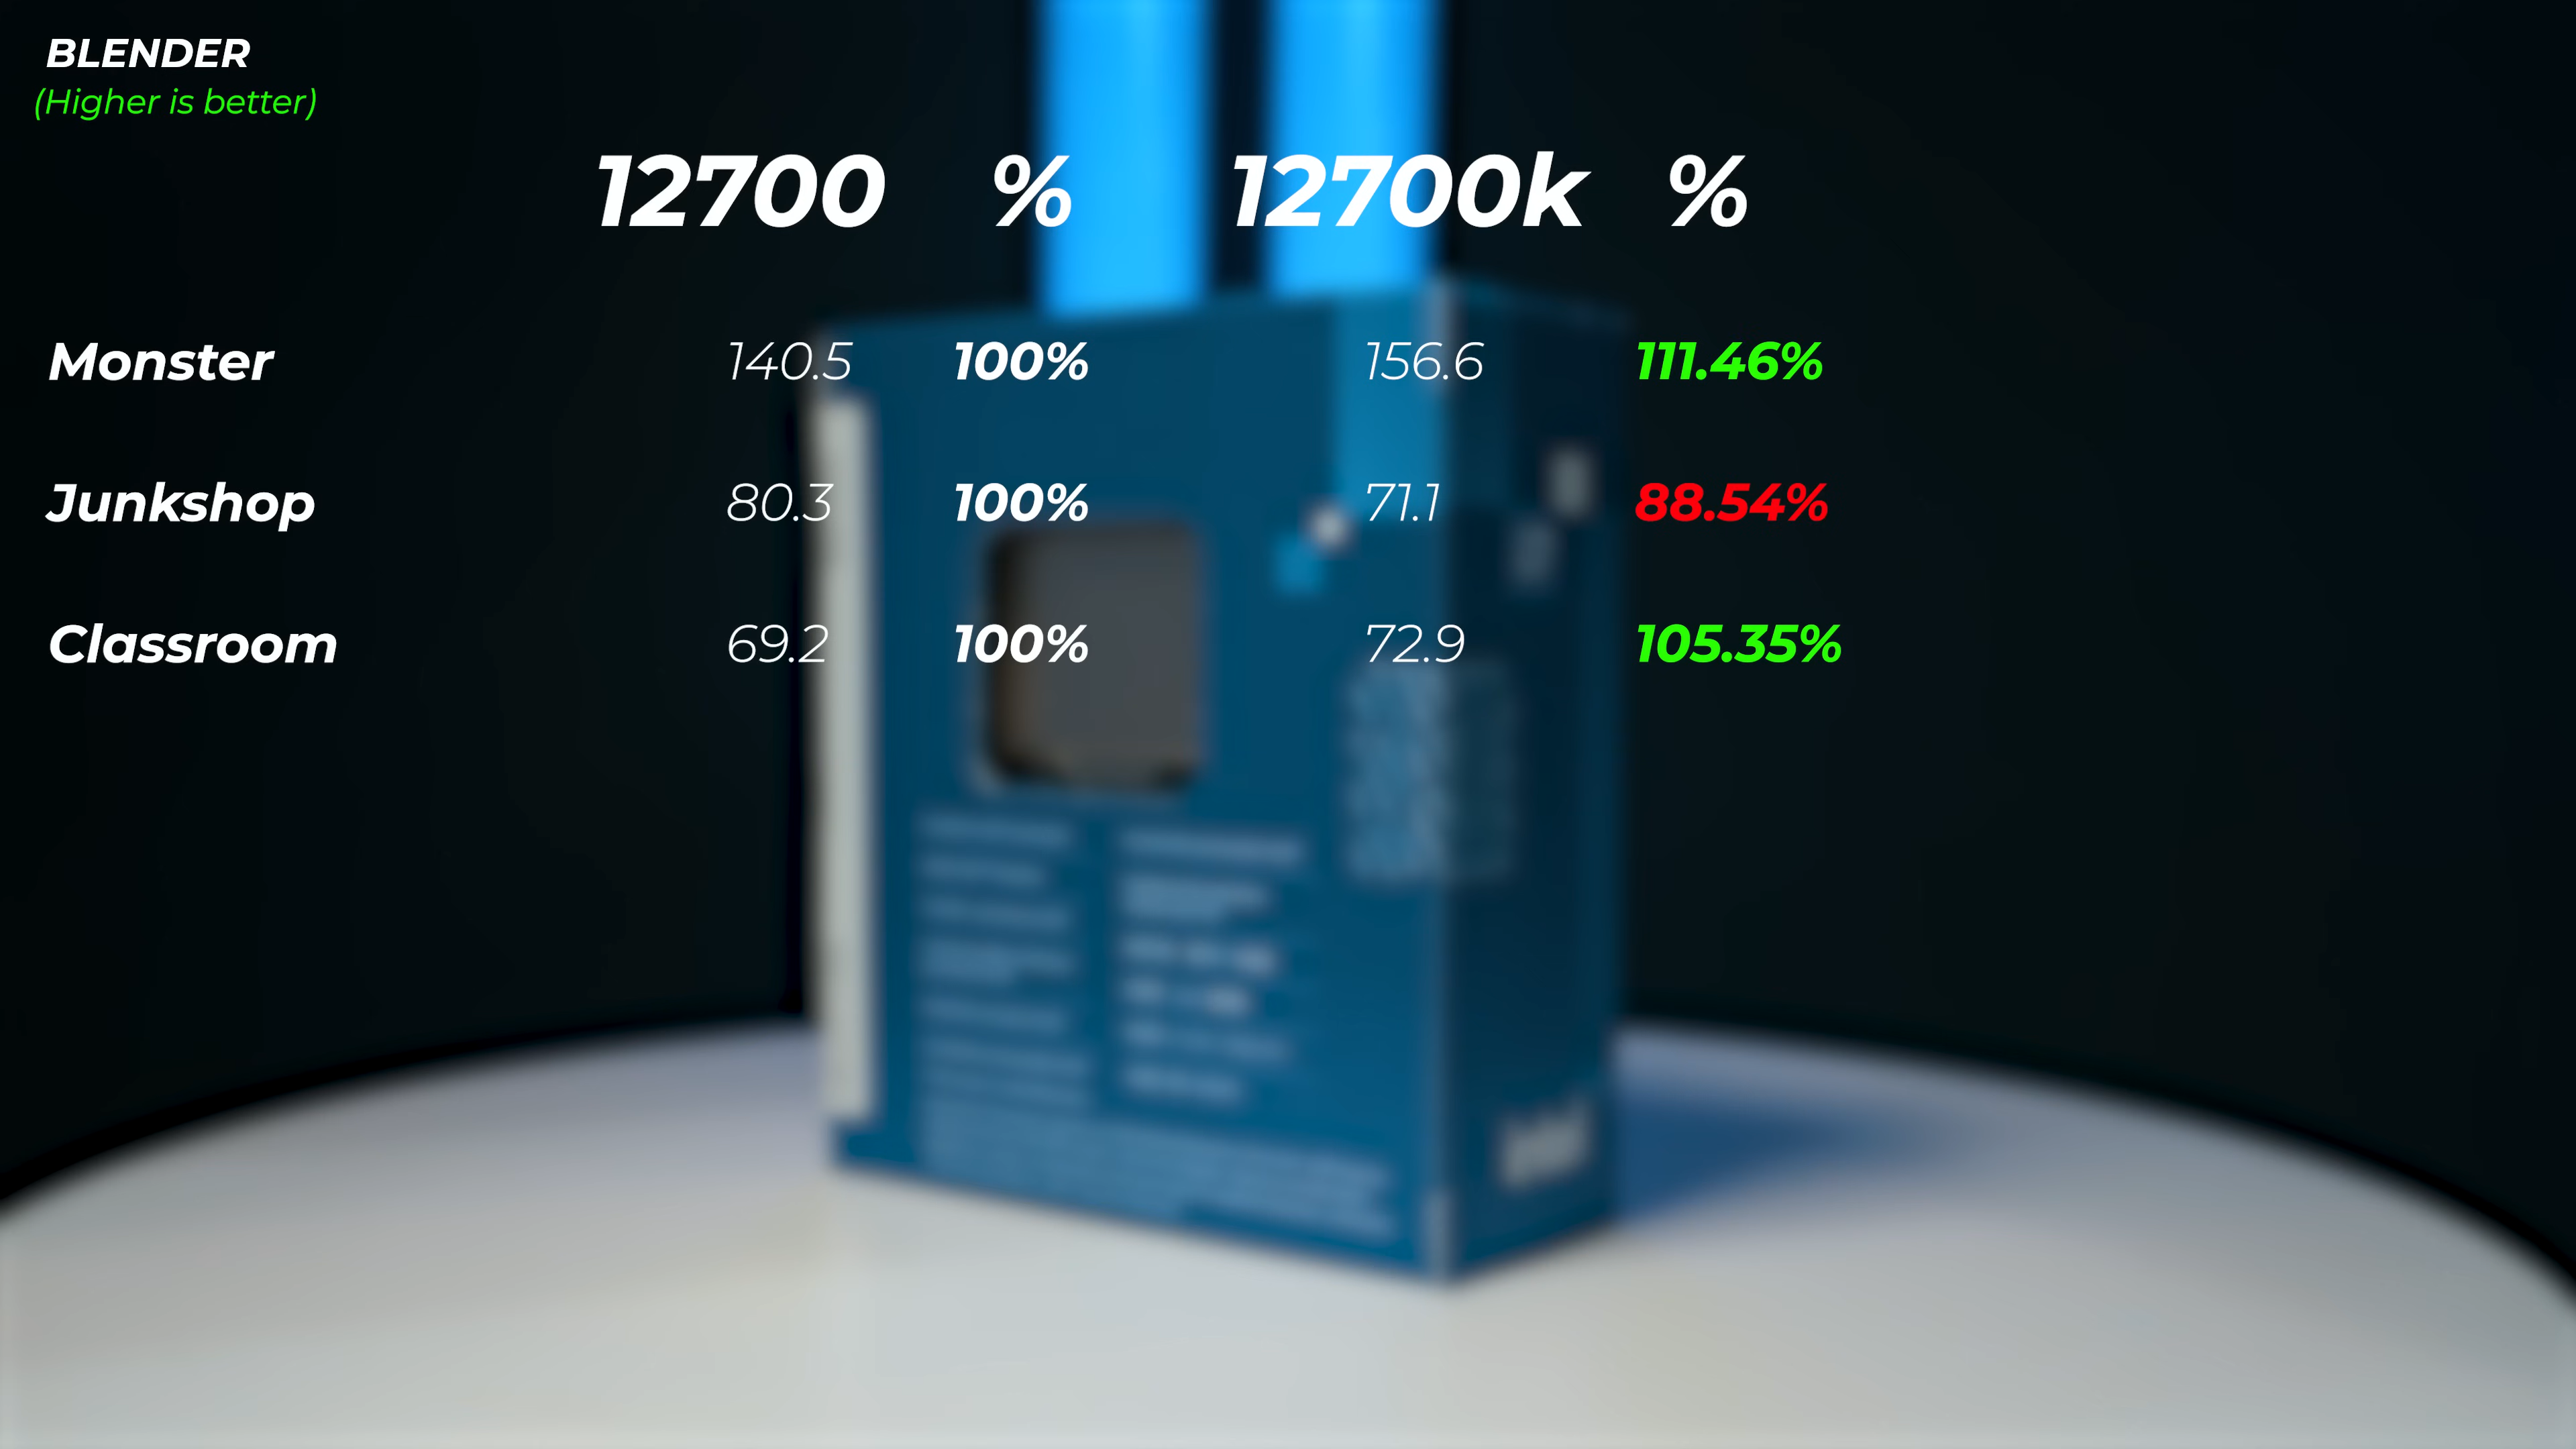 BLENDER
(Higher is better)
12700 % 12700k %
Monster 140.5 100% 156.6 111.46%
Junkshop 80.3 100% 71.1 88.54%
Classroom 69.2 100% 72.9 105.35%